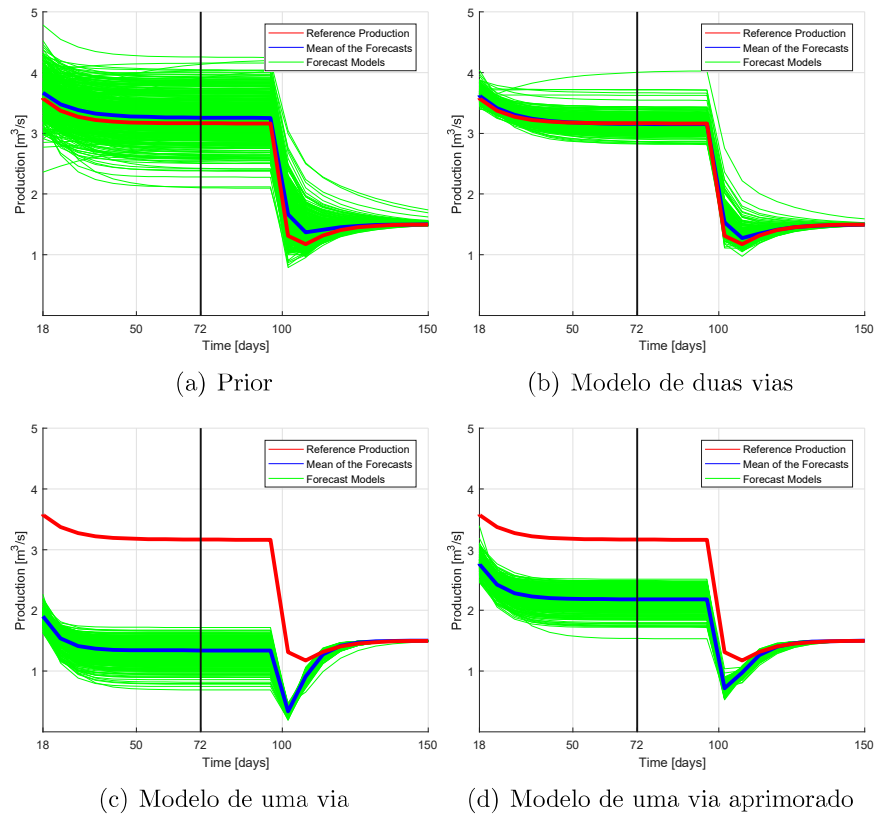 5
4
3
2
1
Production [m³/s]
Reference Production
Mean of the Forecasts
Forecast Models
18 50 72 100 150
Time [days]
(a) Prior
5
4
3
2
1
Production [m³/s]
Reference Production
Mean of the Forecasts
Forecast Models
18 50 72 100 150
Time [days]
(b) Modelo de duas vias
5
4
3
2
1
Production [m³/s]
Reference Production
Mean of the Forecasts
Forecast Models
18 50 72 100 150
Time [days]
(c) Modelo de uma via
5
4
3
2
1
Production [m³/s]
Reference Production
Mean of the Forecasts
Forecast Models
18 50 72 100 150
Time [days]
(d) Modelo de uma via aprimorado